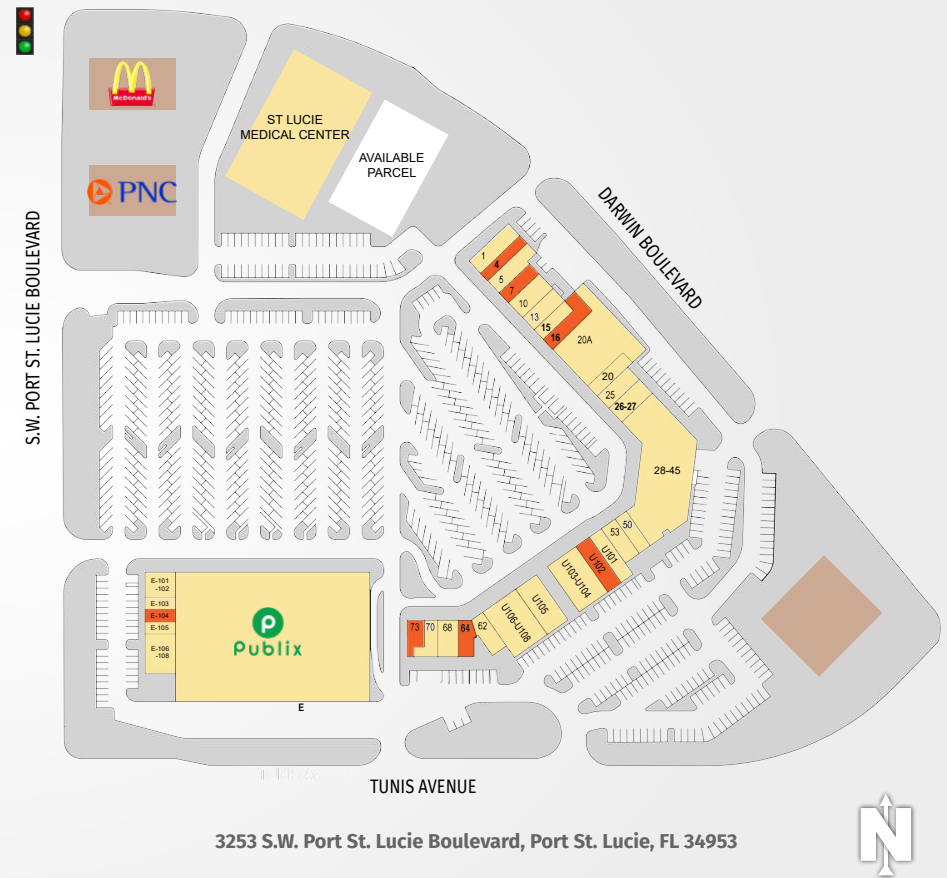 McDonald's
ST LUCIE
MEDICAL CENTER
AVAILABLE
PARCEL
PNC
DARWIN BOULEVARD
S.W. PORT ST. LUCIE BOULEVARD
1
4
5
7
10
13
15
16
20A
20
25
26-27
28-45
50
53
U101
U102
U103-U104
U105
U106-U108
62
64
68
70
73
E-101
-102
E-103
E-104
E-105
E-106
-108
Publix
E
TUNIS AVENUE
3253 S.W. Port St. Lucie Boulevard, Port St. Lucie, FL 34953
N